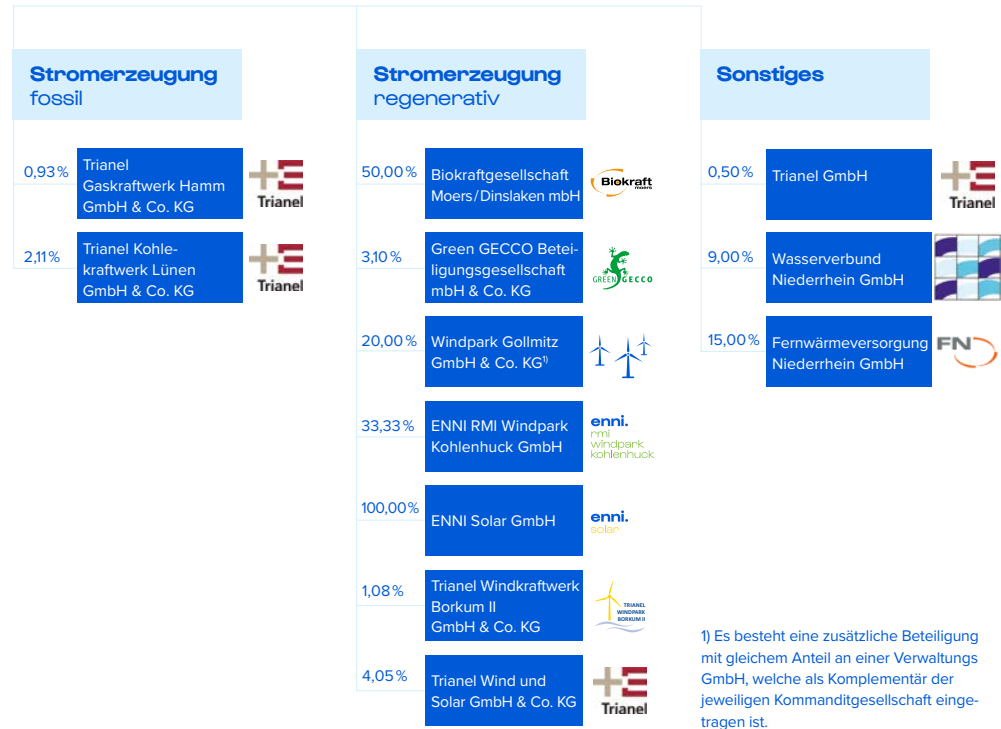 Stromerzeugung
fossil
0,93 %
Trianel
Gaskraftwerk Hamm
GmbH & Co. KG
Trianel
2,11 %
Trianel Kohle-
kraftwerk Lünen
GmbH & Co. KG
Trianel
Stromerzeugung
regenerativ
50,00 %
Biokraftgesellschaft
Moers / Dinslaken mbH
Biokraft
moers
3,10 %
Green GECCO Betei-
ligungsgesellschaft
mbH & Co. KG
GREEN GECCO
20,00 %
Windpark Gollmitz
GmbH & Co. KG¹⁾
33,33 %
ENNI RMI Windpark
Kohlenhuck GmbH
enni.
rmi
windpark
kohlenhuck
100,00 %
ENNI Solar GmbH
enni.
solar
1,08 %
Trianel Windkraftwerk
Borkum II
GmbH & Co. KG
TRIANEL
WINDPARK
BORKUM II
4,05 %
Trianel Wind und
Solar GmbH & Co. KG
Trianel
Sonstiges
0,50 %
Trianel GmbH
Trianel
9,00 %
Wasserverbund
Niederrhein GmbH
15,00 %
Fernwärmeversorgung
Niederrhein GmbH
FN
1) Es besteht eine zusätzliche Beteiligung
mit gleichem Anteil an einer Verwaltungs
GmbH, welche als Komplementär der
jeweiligen Kommanditgesellschaft einge-
tragen ist.